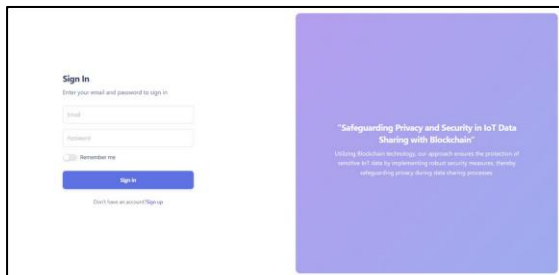 Sign In
Enter your email and password to sign in
Email
Password
Remember me
Sign in
Don't have an account? Sign up
"Safeguarding Privacy and Security in IoT Data
Sharing with Blockchain"
Utilizing Blockchain technology, our approach ensures the protection of
sensitive IoT data by implementing robust security measures, thereby
safeguarding privacy during data sharing processes